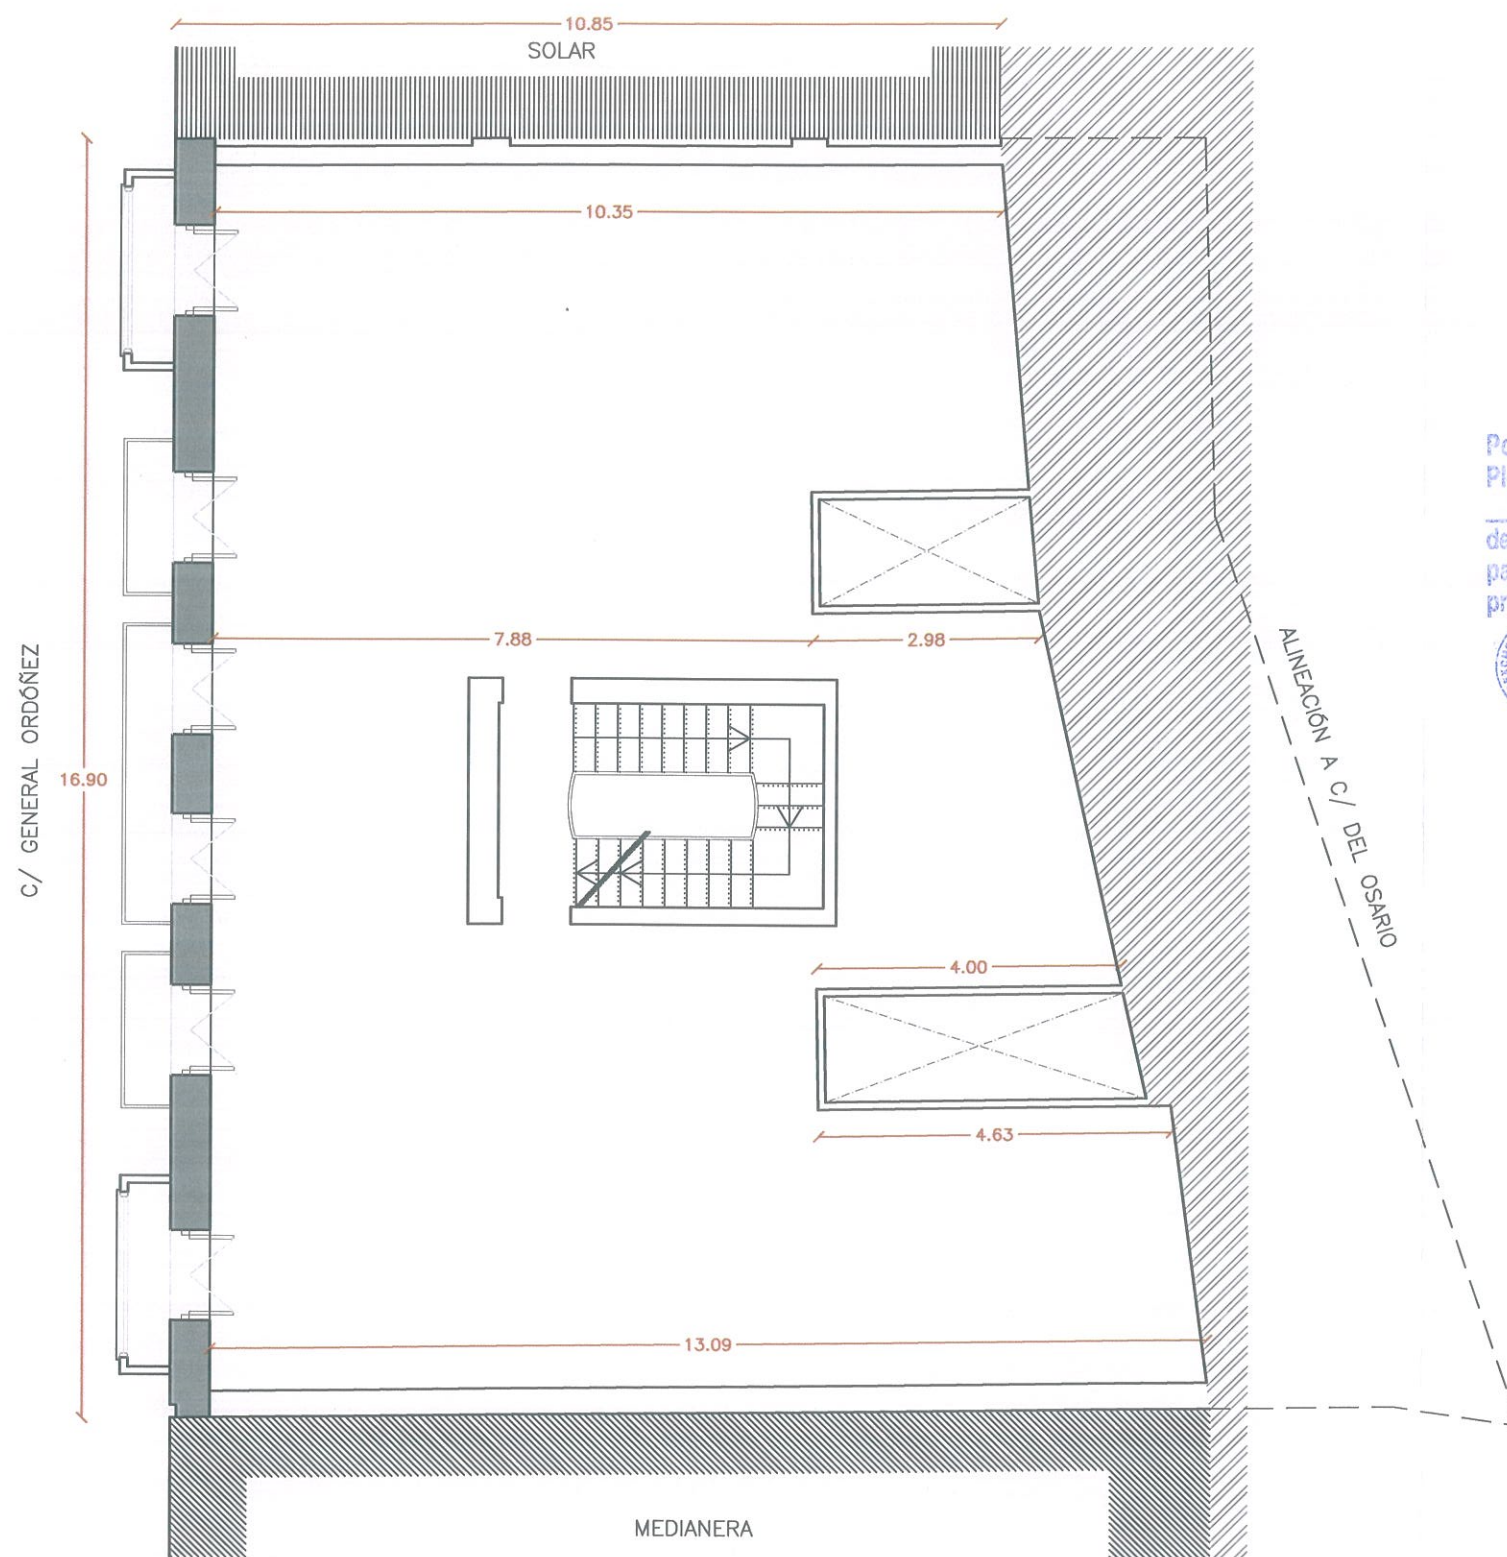 10.85
SOLAR
10.35
7.88
2.98
C/ GENERAL ORDÓÑEZ
16.90
ALINEACIÓN A C/ DEL OSARIO
4.00
4.63
13.09
MEDIANERA